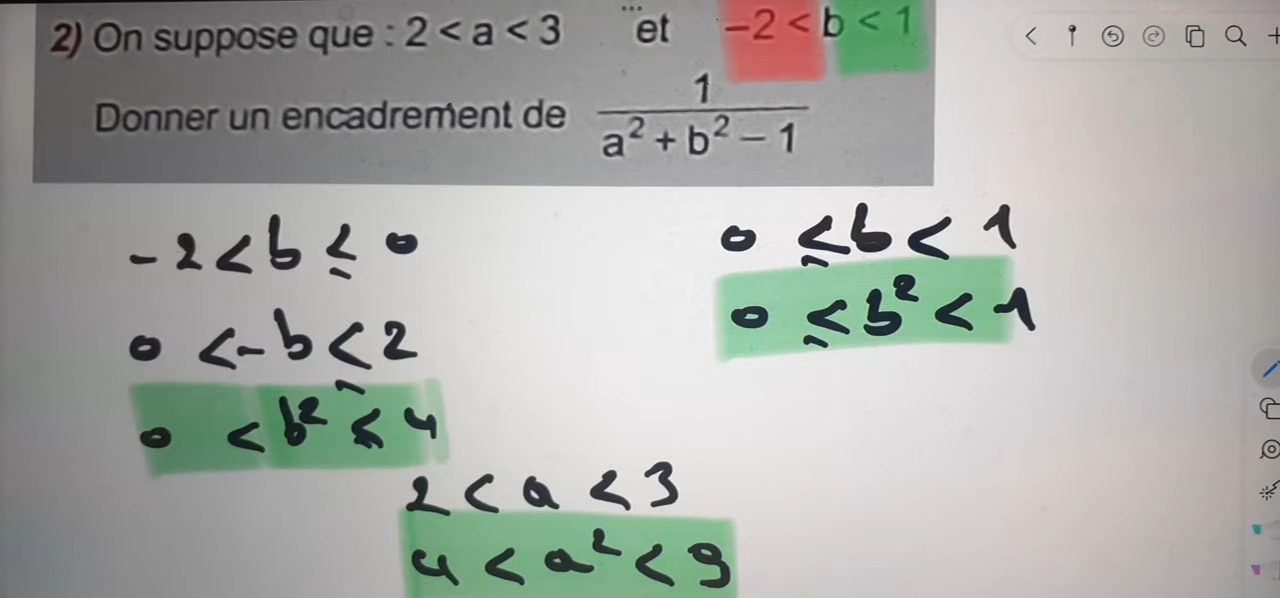 2) On suppose que : 2 < a < 3 ... et -2 < b < 1
Donner un encadrement de 1 / (a² + b² - 1)
-2 < b ≤ 0
0 ≤ b < 1
0 < -b ≤ 2
0 ≤ b² < 1
0 < b² ≤ 4
2 < a < 3
4 < a² < 9